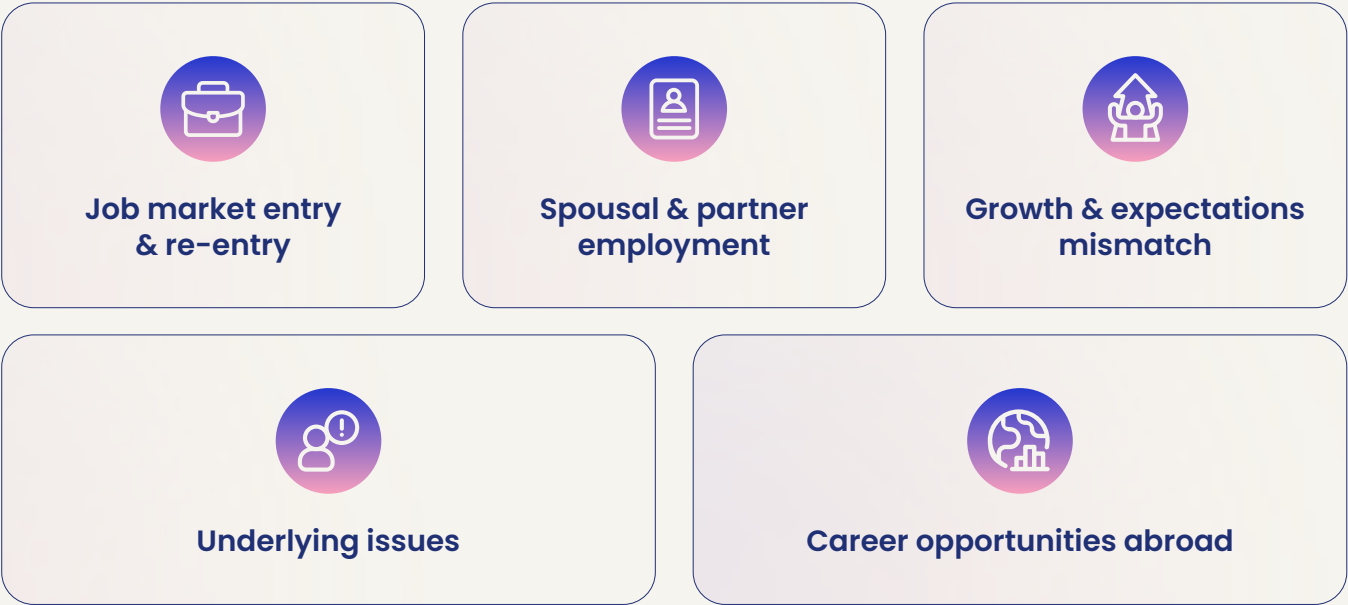 Job market entry
& re-entry
Spousal & partner
employment
Growth & expectations
mismatch
Underlying issues
Career opportunities abroad